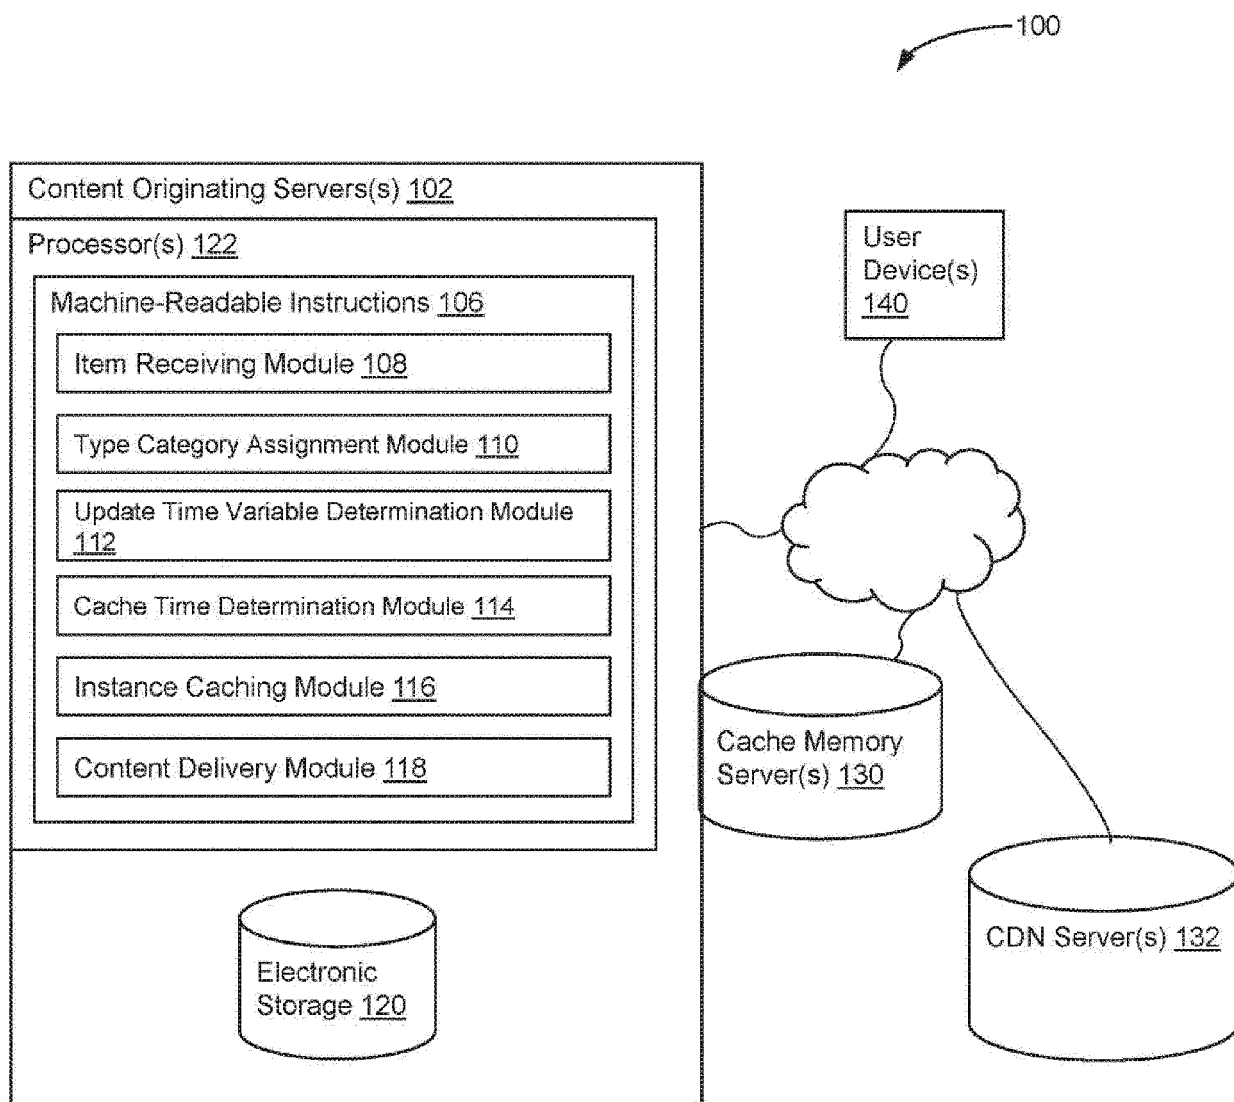 100
Content Originating Servers(s) 102
Processor(s) 122
Machine-Readable Instructions 106
Item Receiving Module 108
Type Category Assignment Module 110
Update Time Variable Determination Module
112
Cache Time Determination Module 114
Instance Caching Module 116
Content Delivery Module 118
Electronic
Storage 120
User
Device(s)
140
Cache Memory
Server(s) 130
CDN Server(s) 132